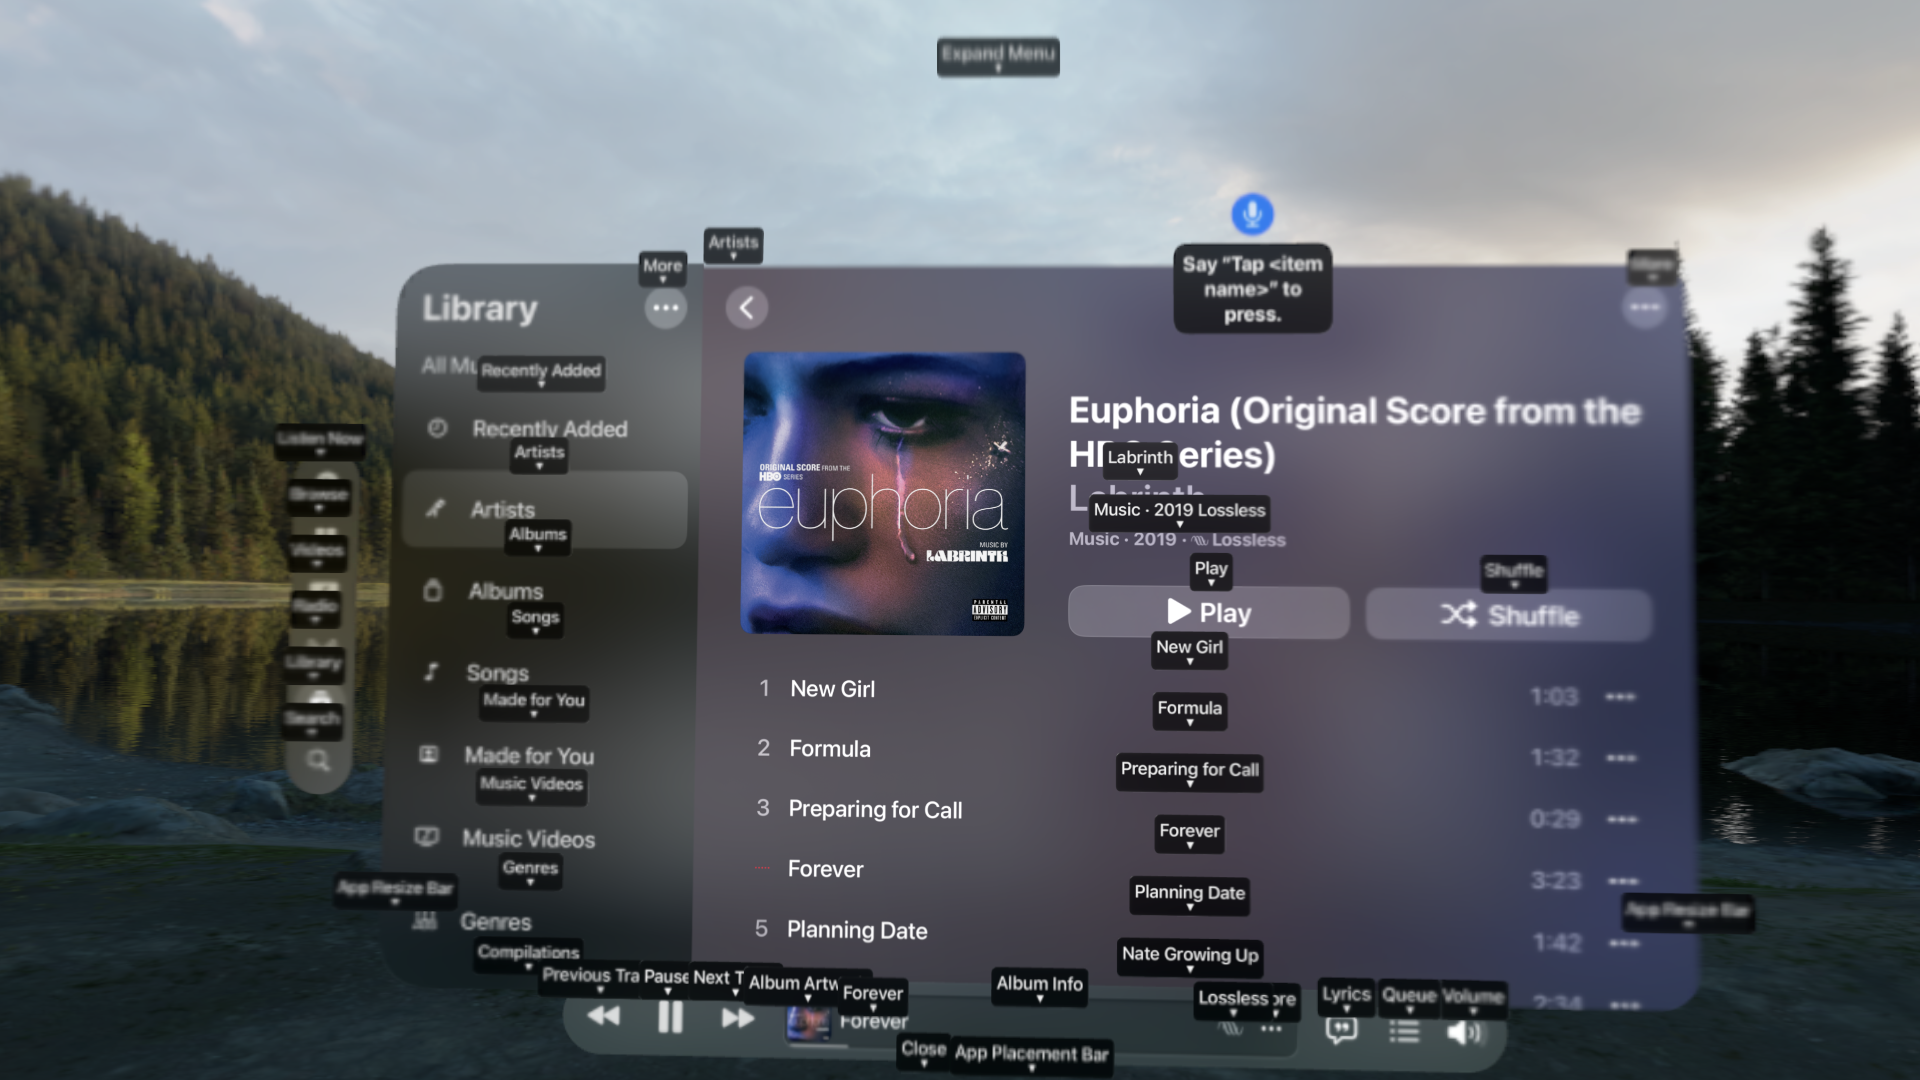 Expand Menu
Say "Tap <item
name>" to
press.
Artists
More
Library
All Mu
Recently Added
Recently Added
Artists
Artists
Albums
Albums
Songs
Songs
Made for You
Made for You
Music Videos
Music Videos
Genres
Genres
Compilations
Listen Now
Browse
Videos
Radio
Library
Search
App Resize Bar
ORIGINAL SCORE FROM THE
HBO SERIES
euphoria
MUSIC BY
LABRINTH
PARENTAL
ADVISORY
EXPLICIT CONTENT
Euphoria (Original Score from the
HBO Series)
Labrinth
Labrinth
Music · 2019 Lossless
Music · 2019 · Lossless
Play
Play
Shuffle
Shuffle
New Girl
1 New Girl 1:03
Formula
2 Formula 1:32
Preparing for Call
3 Preparing for Call 0:29
Forever
Forever 3:23
Planning Date
App Resize Bar
5 Planning Date 1:42
Nate Growing Up
2:34
Previous Tra
Pause
Next T
Album Artw
Forever
Forever
Album Info
Lossless
ore
Lyrics
Queue
Volume
Close
App Placement Bar